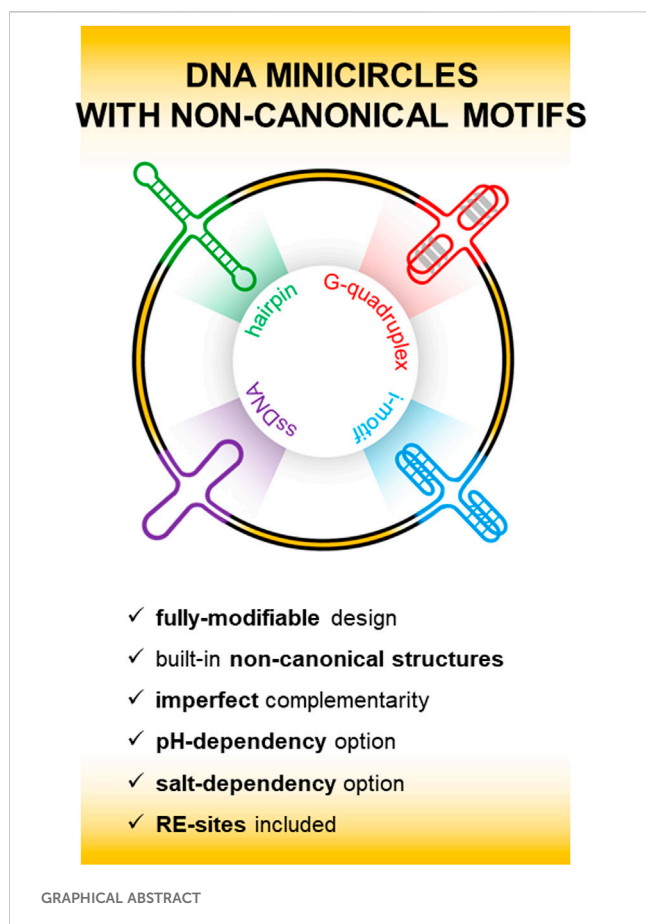 DNA MINICIRCLES
WITH NON-CANONICAL MOTIFS
hairpin
G-quadruplex
ssDNA
i-motif
✓ fully-modifiable design
✓ built-in non-canonical structures
✓ imperfect complementarity
✓ pH-dependency option
✓ salt-dependency option
✓ RE-sites included
GRAPHICAL ABSTRACT